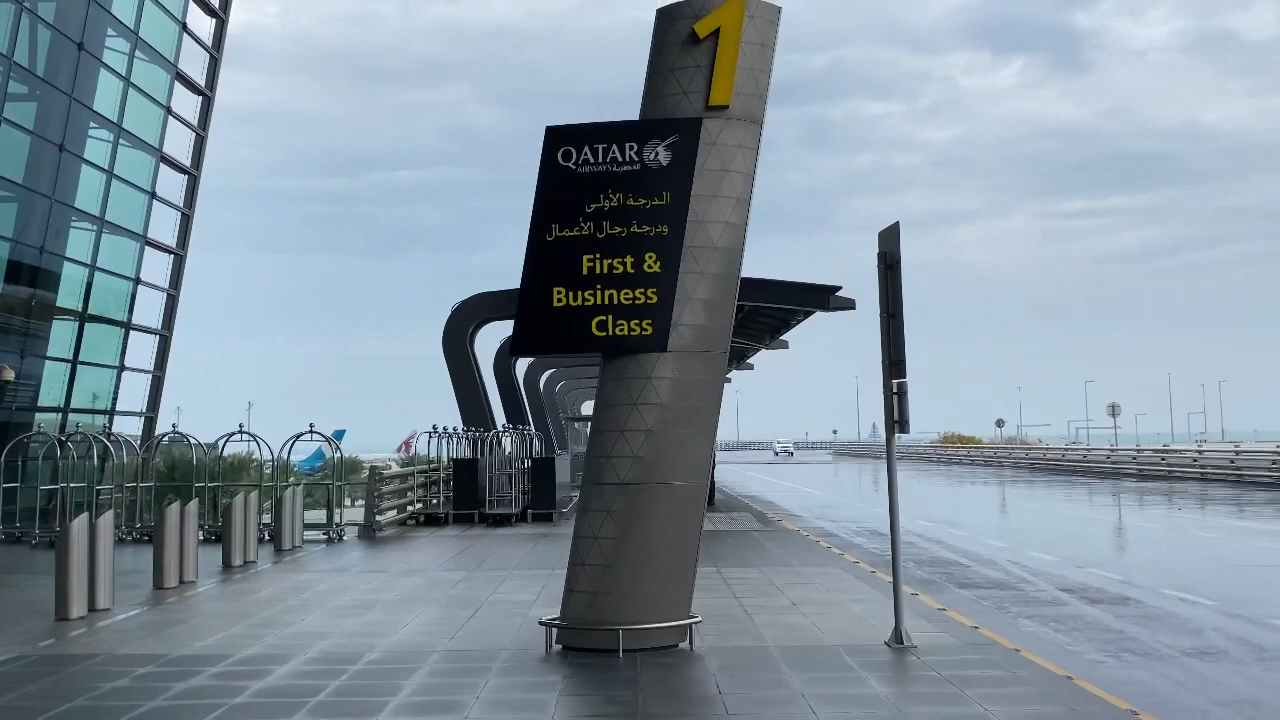 1
QATAR
AIRWAYS القطرية
الدرجة الأولى
ودرجة رجال الأعمال
First &
Business
Class